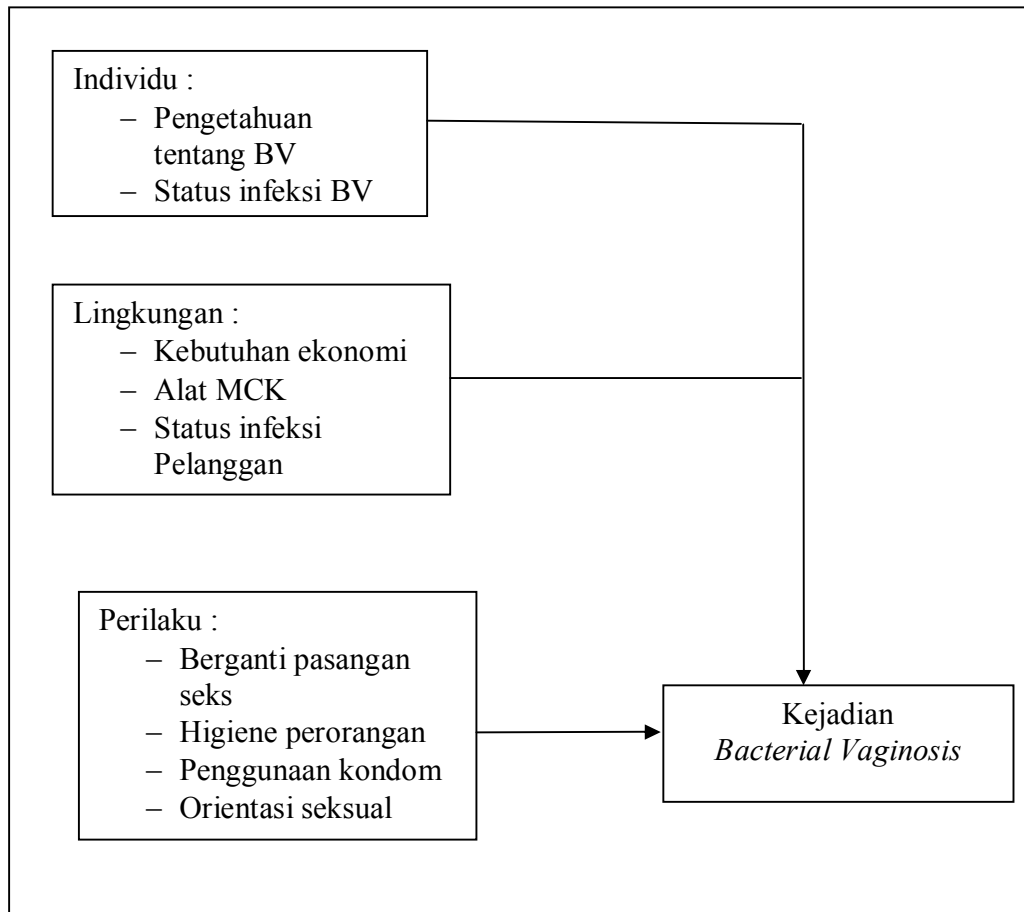 Individu :
– Pengetahuan
tentang BV
– Status infeksi BV
Lingkungan :
– Kebutuhan ekonomi
– Alat MCK
– Status infeksi
Pelanggan
Perilaku :
– Berganti pasangan
seks
– Higiene perorangan
– Penggunaan kondom
– Orientasi seksual
Kejadian
Bacterial Vaginosis